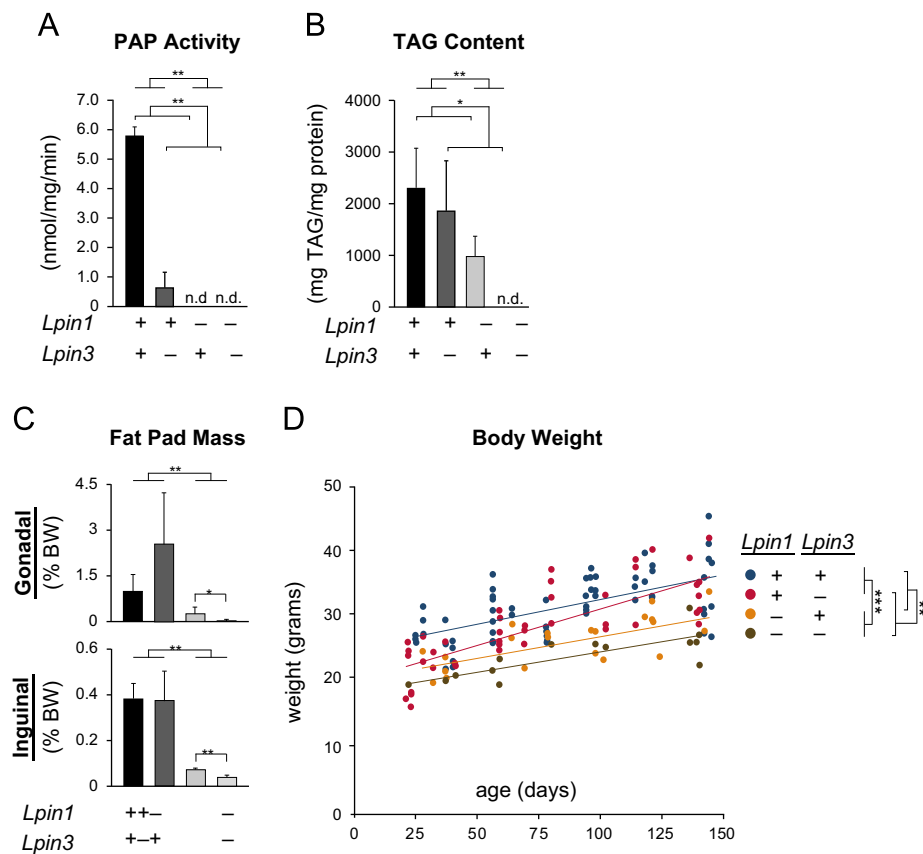 A
PAP Activity
**
**
(nmol/mg/min)
7.0
6.0
5.0
4.0
3.0
2.0
1.0
0
n.d n.d.
Lpin1 + + − −
Lpin3 + − + −
B
TAG Content
**
*
(mg TAG/mg protein)
4000
3000
2000
1000
0
n.d.
Lpin1 + + − −
Lpin3 + − + −
C
Fat Pad Mass
**
Gonadal
(% BW)
4.5
3
1.5
0
*
**
Inguinal
(% BW)
0.6
0.4
0.2
0
**
Lpin1 ++− −
Lpin3 +−+ −
D
Body Weight
weight (grams)
50
40
30
20
10
0
age (days)
0 25 50 75 100 125 150
Lpin1 Lpin3
+ +
+ −
− +
− −
***
**